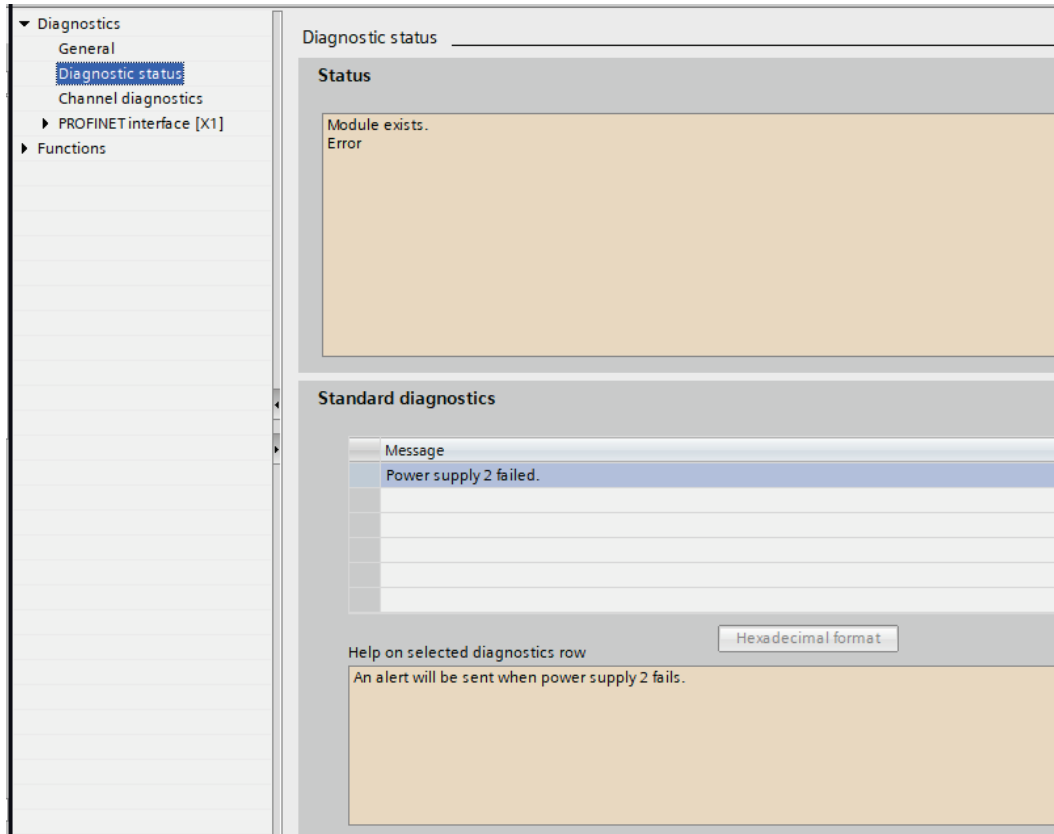 Diagnostics
General
Diagnostic status
Channel diagnostics
PROFINET interface [X1]
Functions
Diagnostic status
Status
Module exists.
Error
Standard diagnostics
Message
Power supply 2 failed.
Hexadecimal format
Help on selected diagnostics row
An alert will be sent when power supply 2 fails.